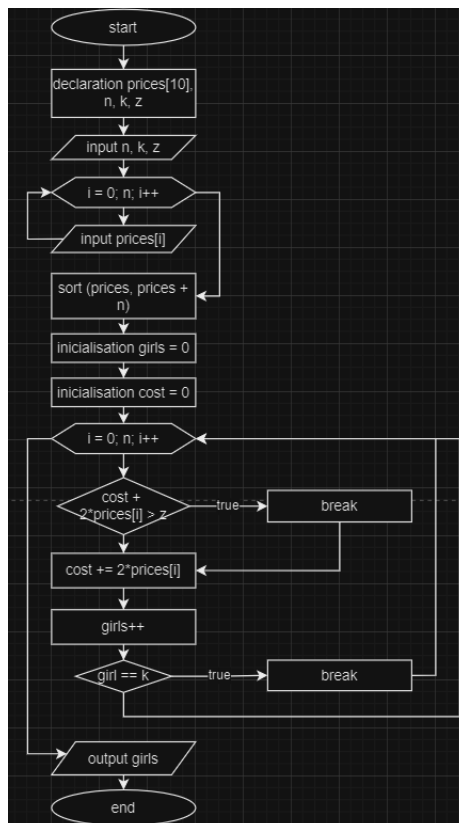 start
declaration prices[10],
n, k, z
input n, k, z
i = 0; n; i++
input prices[i]
sort (prices, prices +
n)
inicialisation girls = 0
inicialisation cost = 0
i = 0; n; i++
cost +
2*prices[i] > z
true
break
cost += 2*prices[i]
girls++
girl == k
true
break
output girls
end